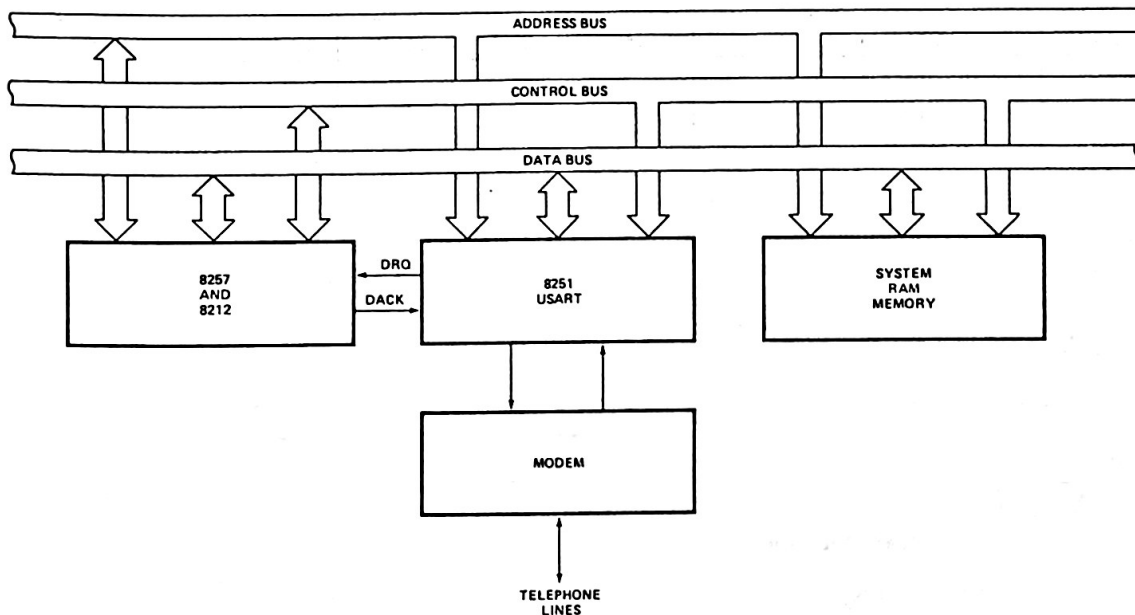 ADDRESS BUS
CONTROL BUS
DATA BUS
8257
AND
8212
DRQ
DACK
8251
USART
SYSTEM
RAM
MEMORY
MODEM
TELEPHONE
LINES